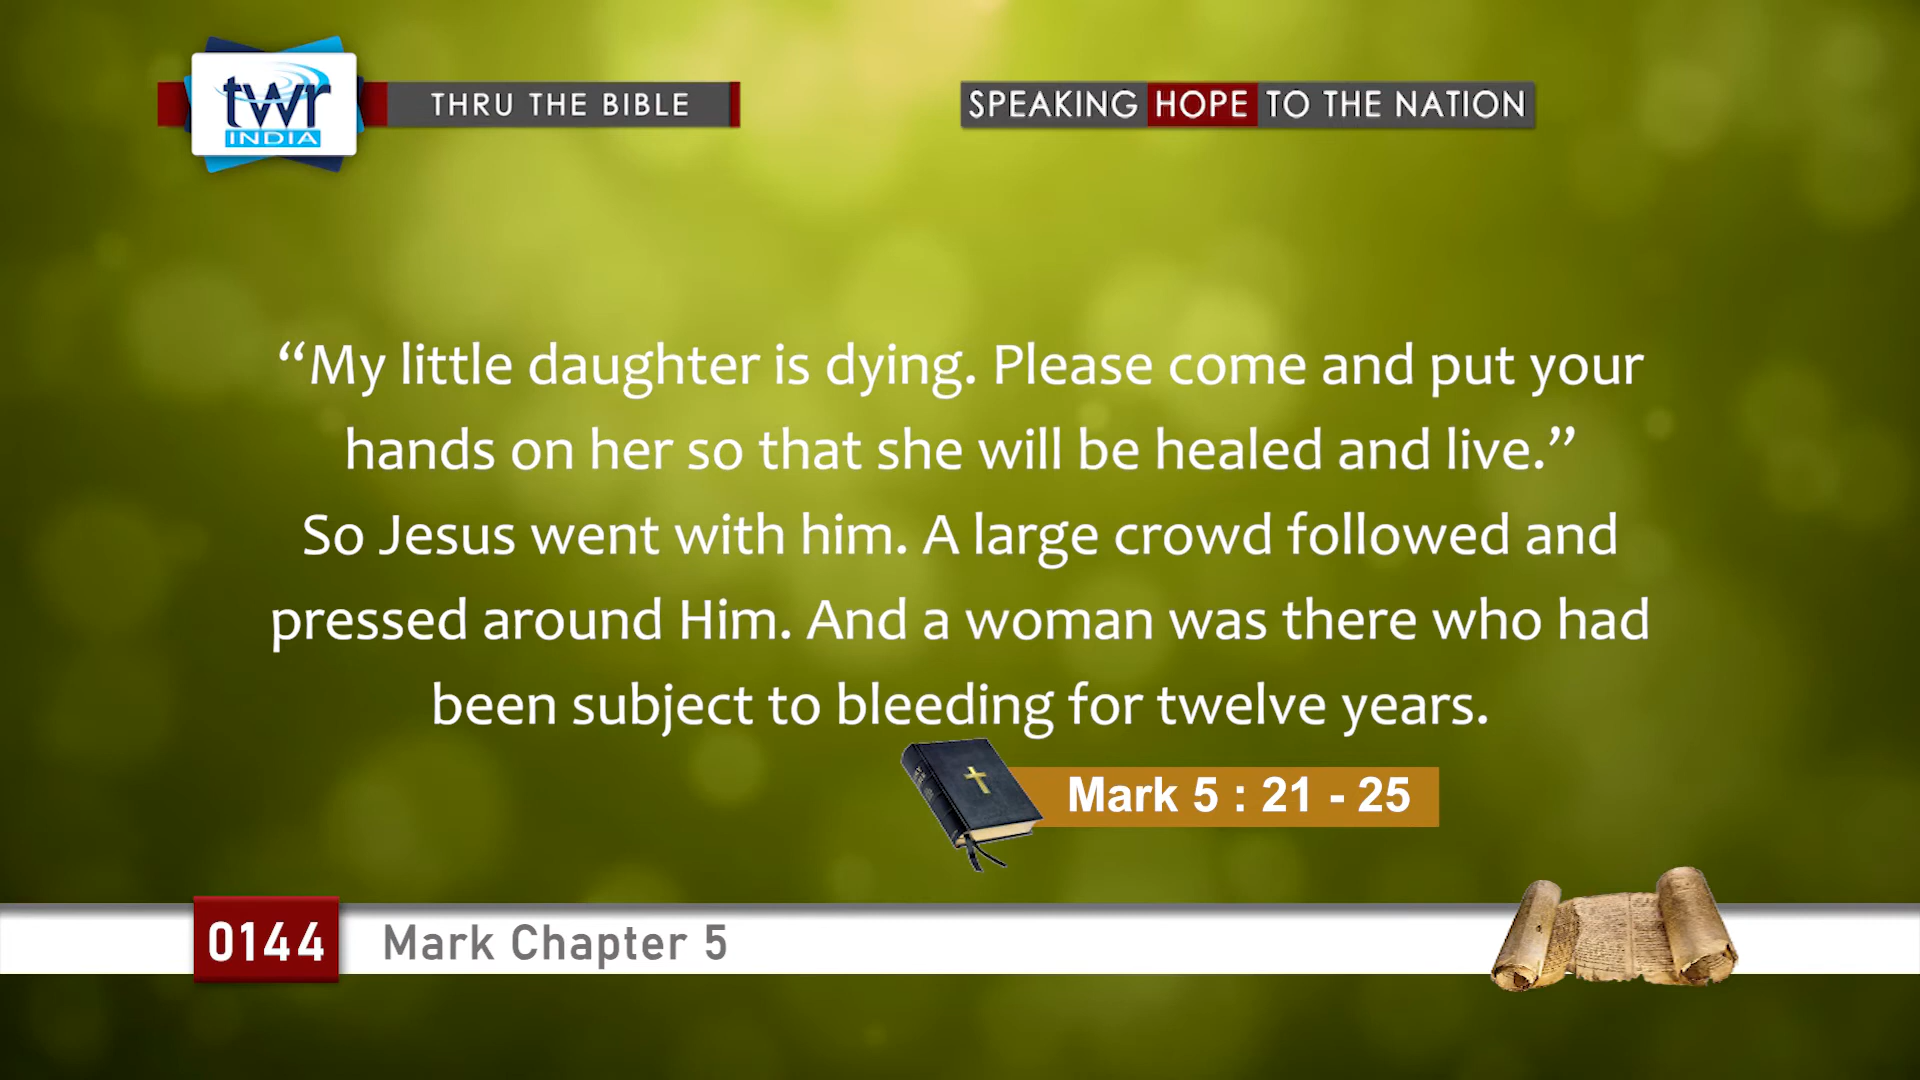 twr
INDIA
THRU THE BIBLE
SPEAKING HOPE TO THE NATION
“My little daughter is dying. Please come and put your
hands on her so that she will be healed and live.”
So Jesus went with him. A large crowd followed and
pressed around Him. And a woman was there who had
been subject to bleeding for twelve years.
Mark 5 : 21 - 25
0144
Mark Chapter 5